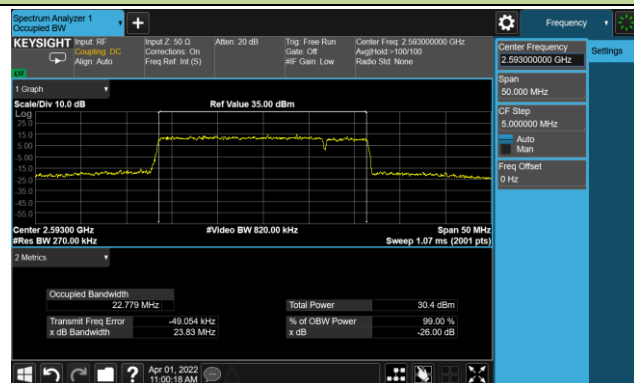 Spectrum Analyzer 1
Occupied BW
Frequency
KEYSIGHT
Input: RF
Coupling: DC
Align: Auto
Input Z: 50 Ω
Corrections: On
Freq Ref: Int (S)
Atten: 20 dB
Trig: Free Run
Gate: Off
#IF Gain: Low
Center Freq: 2.593000000 GHz
Avg|Hold:>100/100
Radio Std: None
Center Frequency
2.593000000 GHz
Settings
Span
50.000 MHz
CF Step
5.000000 MHz
Auto
Man
Freq Offset
0 Hz
1 Graph
Scale/Div 10.0 dB
Ref Value 35.00 dBm
Log
25.0
15.0
5.00
-5.00
-15.0
-25.0
-35.0
-45.0
-55.0
Center 2.59300 GHz
#Video BW 820.00 kHz
Span 50 MHz
#Res BW 270.00 kHz
Sweep 1.07 ms (2001 pts)
2 Metrics
Occupied Bandwidth
22.779 MHz
Total Power 30.4 dBm
Transmit Freq Error -49.054 kHz
% of OBW Power 99.00 %
x dB Bandwidth 23.83 MHz
x dB -26.00 dB
?
Apr 01, 2022
11:00:18 AM